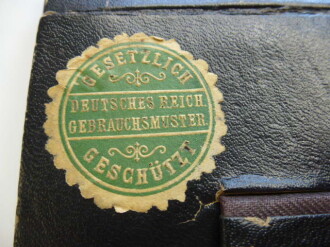 GESETZLICH
DEUTSCHES REICH.
GEBRAUCHSMUSTER.
GESCHÜTZT